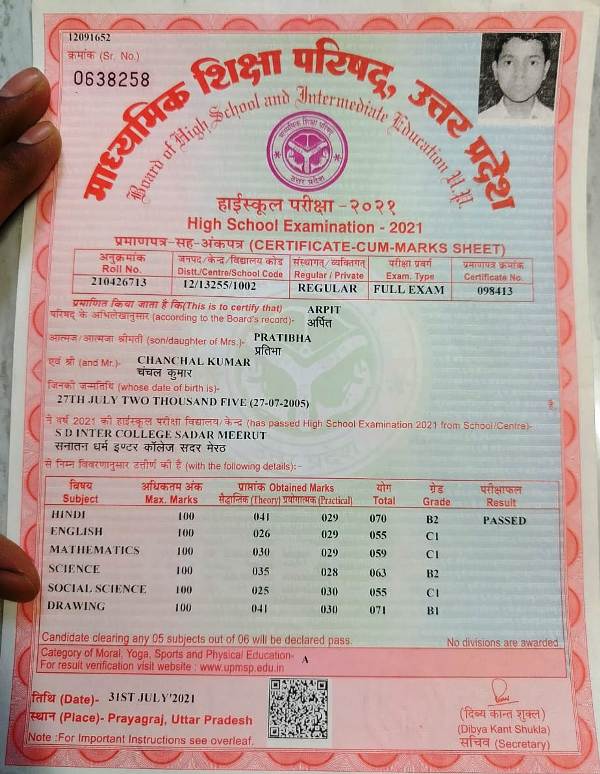 12091652
क्रमांक (Sr. No.)
0638258
माध्यमिक शिक्षा परिषद्, उत्तर प्रदेश
Board of High School and Intermediate Education U.P.
माध्यमिक शिक्षा परिषद
उत्तर प्रदेश
हाईस्कूल परीक्षा -२०२१
High School Examination - 2021
प्रमाणपत्र-सह-अंकपत्र (CERTIFICATE-CUM-MARKS SHEET)
अनुक्रमांक जनपद/केन्द्र/विद्यालय कोड संस्थागत/व्यक्तिगत परीक्षा प्रवर्ग प्रमाणपत्र क्रमांक
Roll No. Distt./Centre/School Code Regular / Private Exam. Type Certificate No.
210426713 12/13255/1002 REGULAR FULL EXAM 098413
प्रमाणित किया जाता है कि(This is to certify that) ARPIT
परिषद के अभिलेखानुसार (according to the Board's record)- अर्पित
आत्मज/आत्मजा श्रीमती (son/daughter of Mrs.)- PRATIBHA
प्रतिभा
एवं श्री (and Mr.)- CHANCHAL KUMAR
चंचल कुमार
जिनकी जन्मतिथि (whose date of birth is)-
27TH JULY TWO THOUSAND FIVE (27-07-2005) है,
ने वर्ष 2021 की हाईस्कूल परीक्षा विद्यालय/केन्द्र (has passed High School Examination 2021 from School/Centre)-
S D INTER COLLEGE SADAR MEERUT
सनातन धर्म इण्टर कॉलेज सदर मेरठ
से निम्न विवरणानुसार उत्तीर्ण की है (with the following details):-
विषय अधिकतम अंक प्राप्तांक Obtained Marks योग ग्रेड परीक्षाफल
Subject Max. Marks सैद्धान्तिक (Theory) प्रयोगात्मक (Practical) Total Grade Result
HINDI 100 041 029 070 B2 PASSED
ENGLISH 100 026 029 055 C1
MATHEMATICS 100 030 029 059 C1
SCIENCE 100 035 028 063 B2
SOCIAL SCIENCE 100 025 030 055 C1
DRAWING 100 041 030 071 B1
Candidate clearing any 05 subjects out of 06 will be declared pass. No divisions are awarded
Category of Moral, Yoga, Sports and Physical Education- A
For result verification visit website : www.upmsp.edu.in
तिथि (Date)- 31ST JULY'2021
स्थान (Place)- Prayagraj, Uttar Pradesh
(दिब्य कान्त शुक्ल)
(Dibya Kant Shukla)
सचिव (Secretary)
Note :For Important Instructions see overleaf.